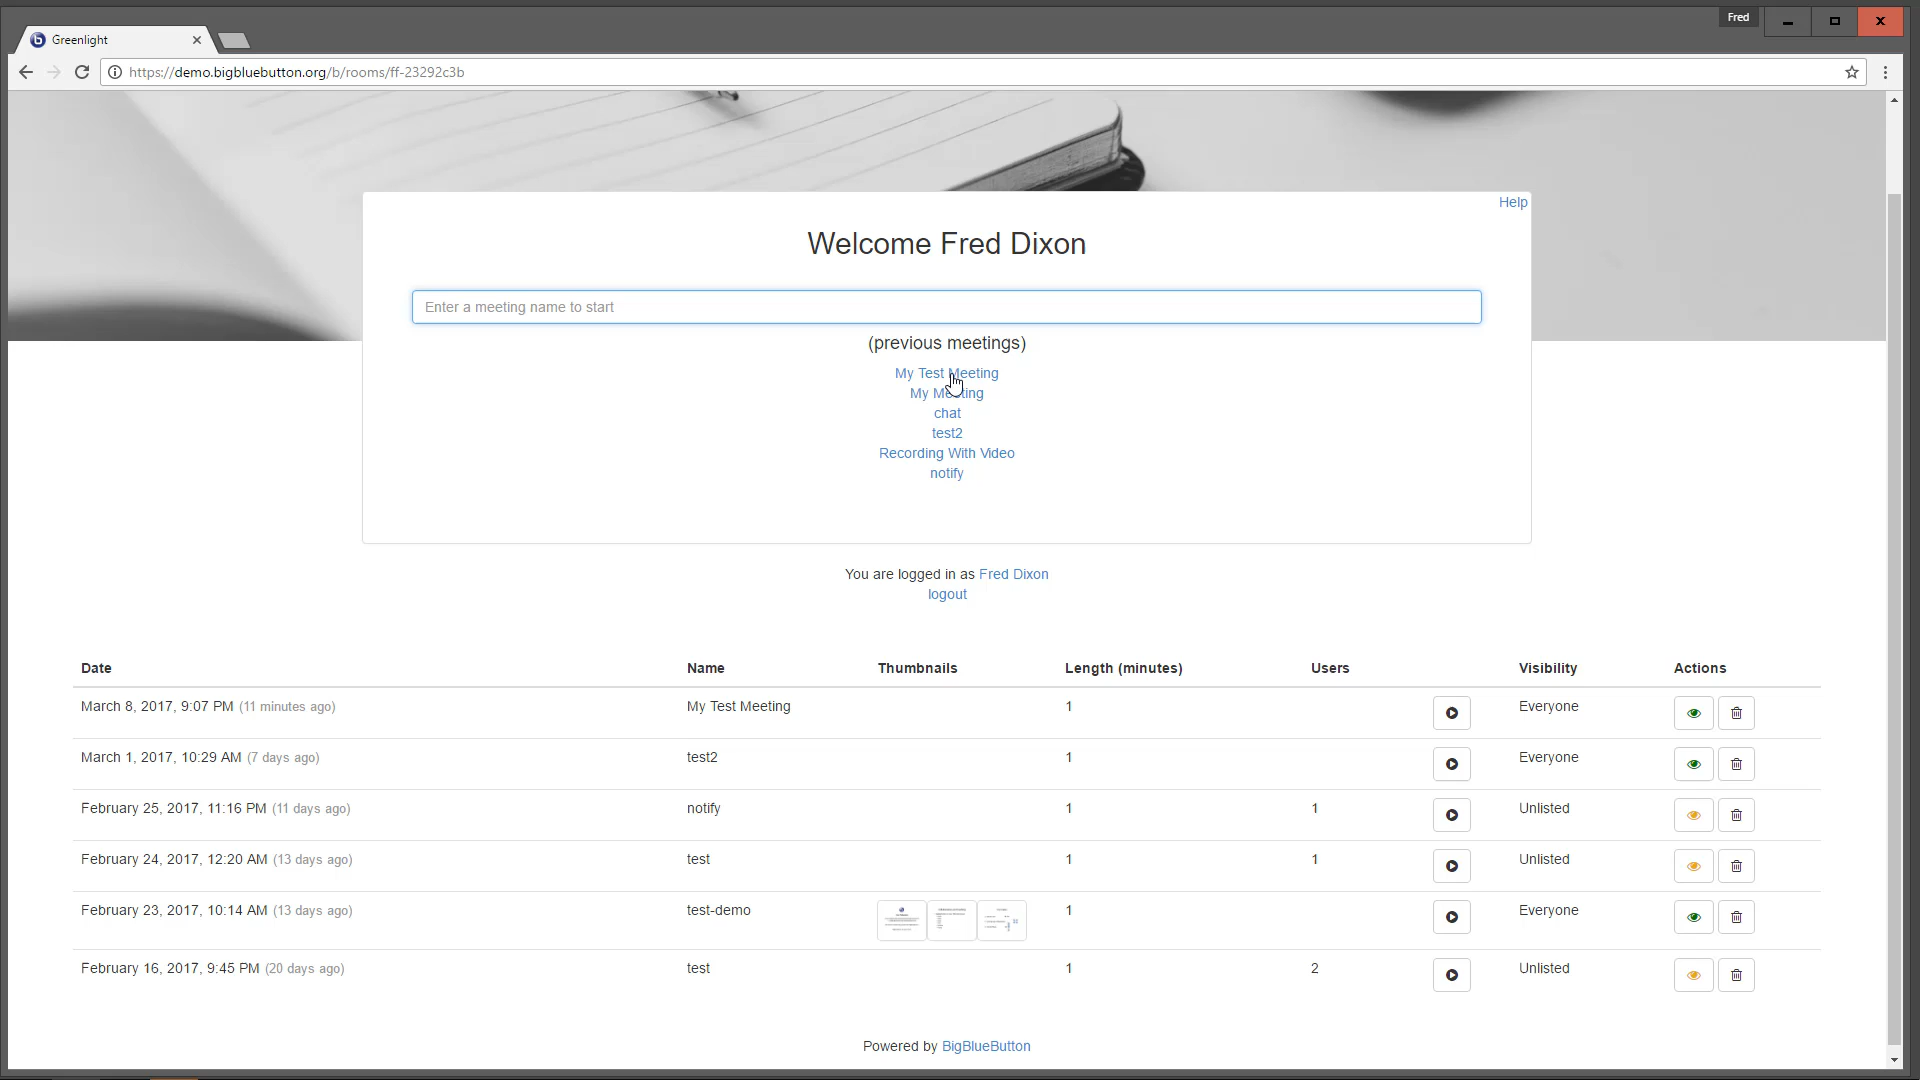 Fred
Greenlight
https://demo.bigbluebutton.org/b/rooms/ff-23292c3b
Help
Welcome Fred Dixon
Enter a meeting name to start
(previous meetings)
My Test Meeting
My Meeting
chat
test2
Recording With Video
notify
You are logged in as Fred Dixon
logout
Date Name Thumbnails Length (minutes) Users Visibility Actions
March 8, 2017, 9:07 PM (11 minutes ago) My Test Meeting 1 Everyone
March 1, 2017, 10:29 AM (7 days ago) test2 1 Everyone
February 25, 2017, 11:16 PM (11 days ago) notify 1 1 Unlisted
February 24, 2017, 12:20 AM (13 days ago) test 1 1 Unlisted
February 23, 2017, 10:14 AM (13 days ago) test-demo 1 Everyone
February 16, 2017, 9:45 PM (20 days ago) test 1 2 Unlisted
Powered by BigBlueButton